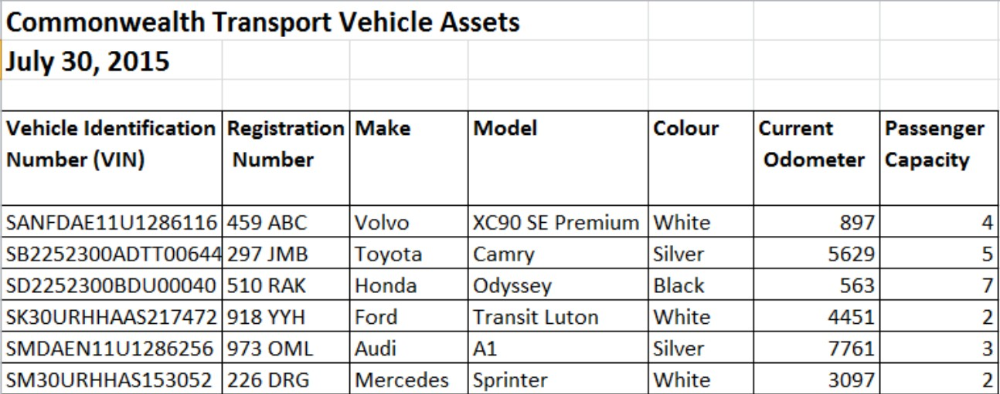 Commonwealth Transport Vehicle Assets
July 30, 2015
Vehicle Identification Number (VIN) Registration Number Make Model Colour Current Odometer Passenger Capacity
SANFDAE11U1286116 459 ABC Volvo XC90 SE Premium White 897 4
SB2252300ADTT00644 297 JMB Toyota Camry Silver 5629 5
SD2252300BDU00040 510 RAK Honda Odyssey Black 563 7
SK30URHHAAS217472 918 YYH Ford Transit Luton White 4451 2
SMDAEN11U1286256 973 OML Audi A1 Silver 7761 3
SM30URHHAS153052 226 DRG Mercedes Sprinter White 3097 2